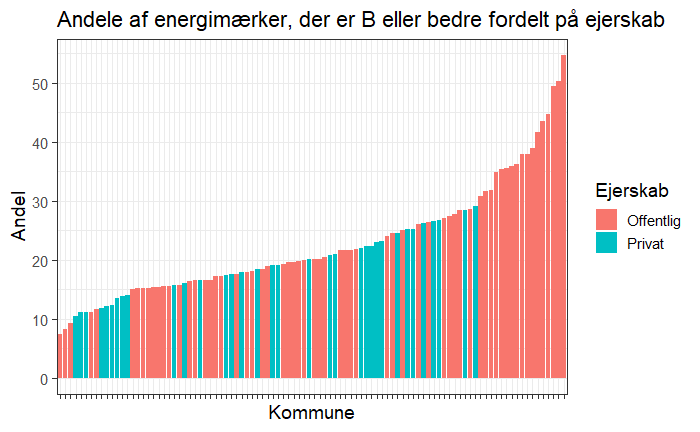 Andele af energimærker, der er B eller bedre fordelt på ejerskab
50
40
30
20
10
0
Andel
Kommune
Ejerskab
Offentlig
Privat